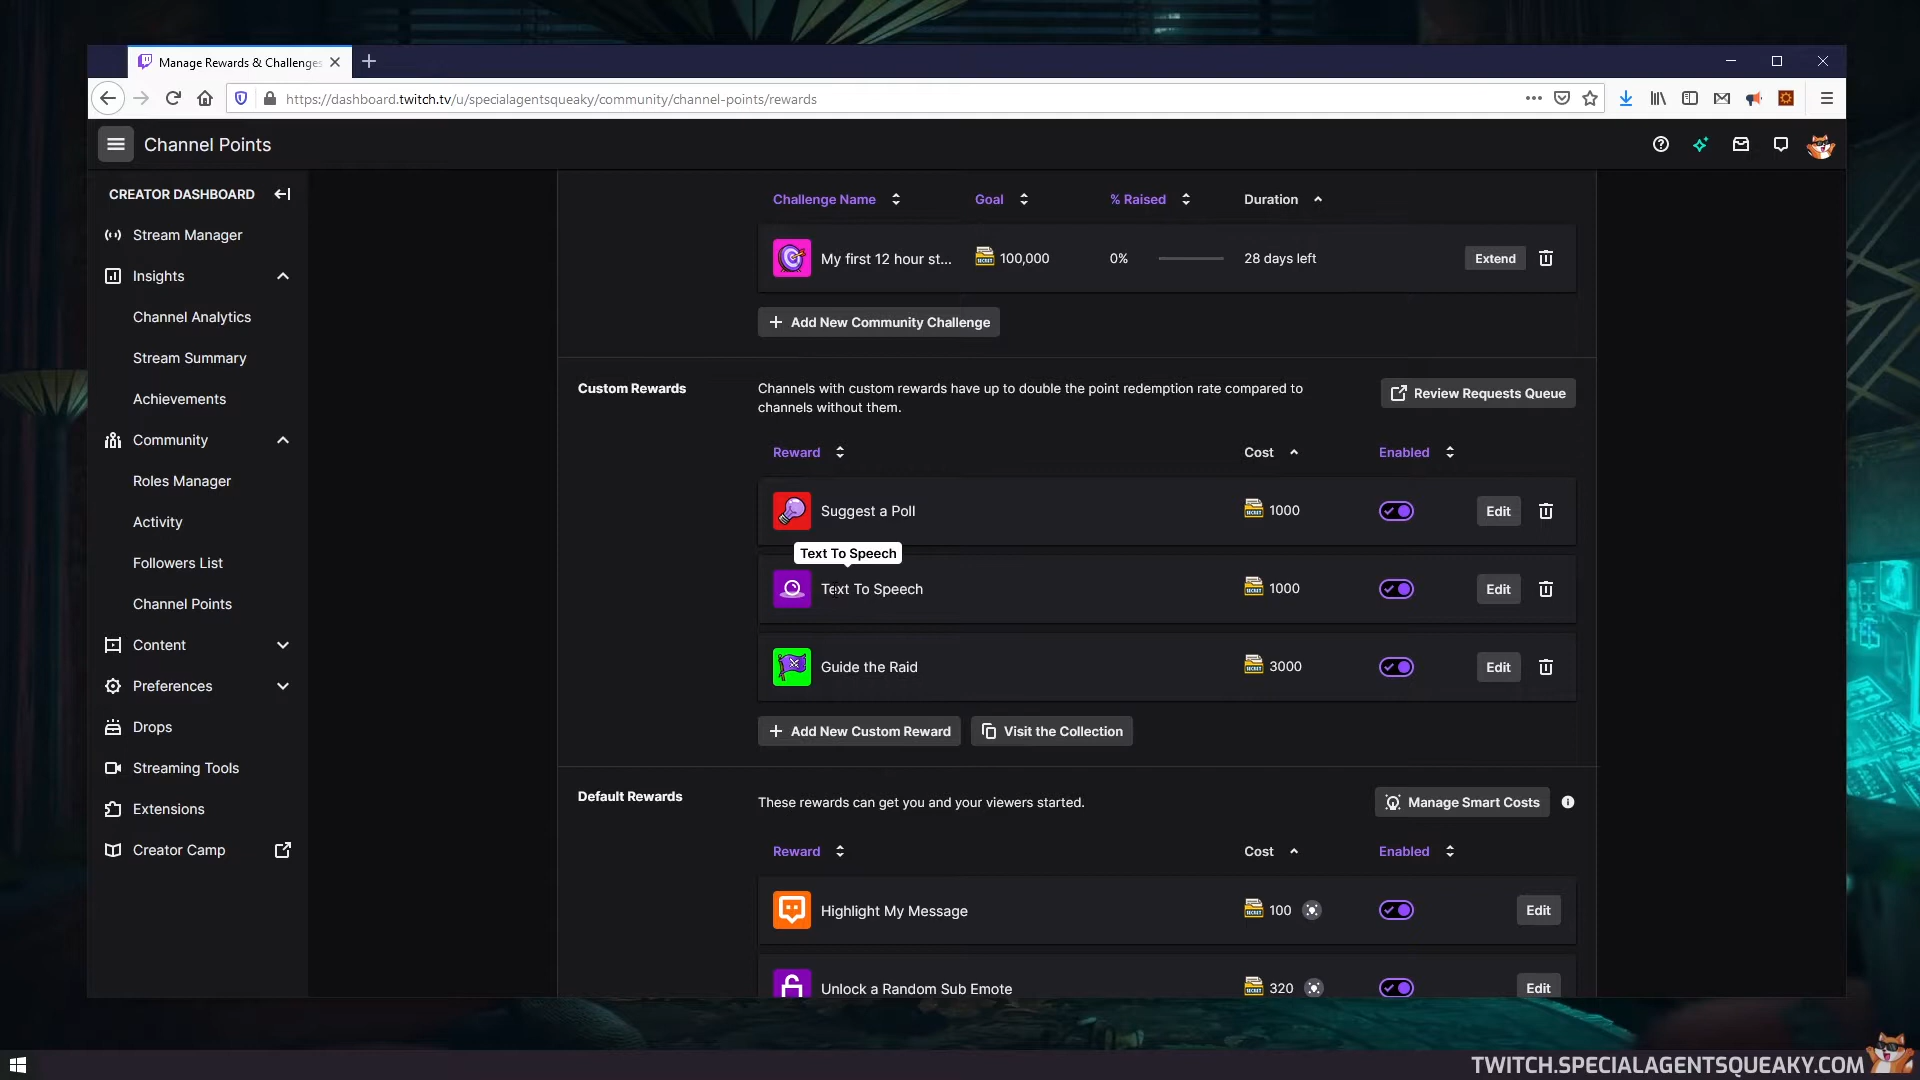 Manage Rewards & Challenges
https://dashboard.twitch.tv/u/specialagentsqueaky/community/channel-points/rewards
Channel Points
CREATOR DASHBOARD
Stream Manager
Insights
Channel Analytics
Stream Summary
Achievements
Community
Roles Manager
Activity
Followers List
Channel Points
Content
Preferences
Drops
Streaming Tools
Extensions
Creator Camp
Challenge Name Goal % Raised Duration
My first 12 hour st... 100,000 0% 28 days left Extend
Add New Community Challenge
Custom Rewards
Channels with custom rewards have up to double the point redemption rate compared to
channels without them.
Review Requests Queue
Reward Cost Enabled
Suggest a Poll 1000 Edit
Text To Speech
Text To Speech 1000 Edit
Guide the Raid 3000 Edit
Add New Custom Reward Visit the Collection
Default Rewards
These rewards can get you and your viewers started.
Manage Smart Costs
Reward Cost Enabled
Highlight My Message 100 Edit
Unlock a Random Sub Emote 320 Edit
TWITCH.SPECIALAGENTSQUEAKY.COM